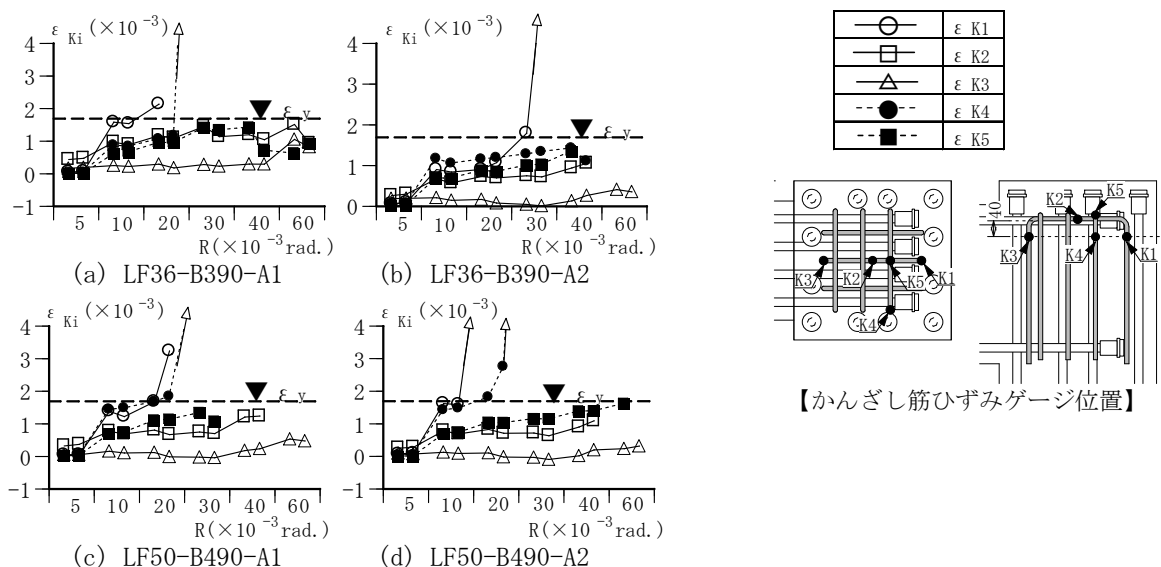 ε Ki (×10 -3)
4
3
2
1
0
-1
ε y
5 10 20 30 40 60
R(×10 -3 rad.)
(a) LF36-B390-A1
ε Ki (×10 -3)
4
3
2
1
0
ε y
5 10 20 30 40 60
R(×10 -3 rad.)
(b) LF36-B390-A2
ε Ki (×10 -3)
4
3
2
1
0
-1
ε y
5 10 20 30 40 60
R(×10 -3 rad.)
(c) LF50-B490-A1
ε Ki (×10 -3)
4
3
2
1
0
-1
ε y
5 10 20 30 40 60
R(×10 -3 rad.)
(d) LF50-B490-A2
ε K1
ε K2
ε K3
ε K4
ε K5
K3
K2
K5
K1
K4
40
K2
K5
K3
K4
K1
【かんざし筋ひずみゲージ位置】